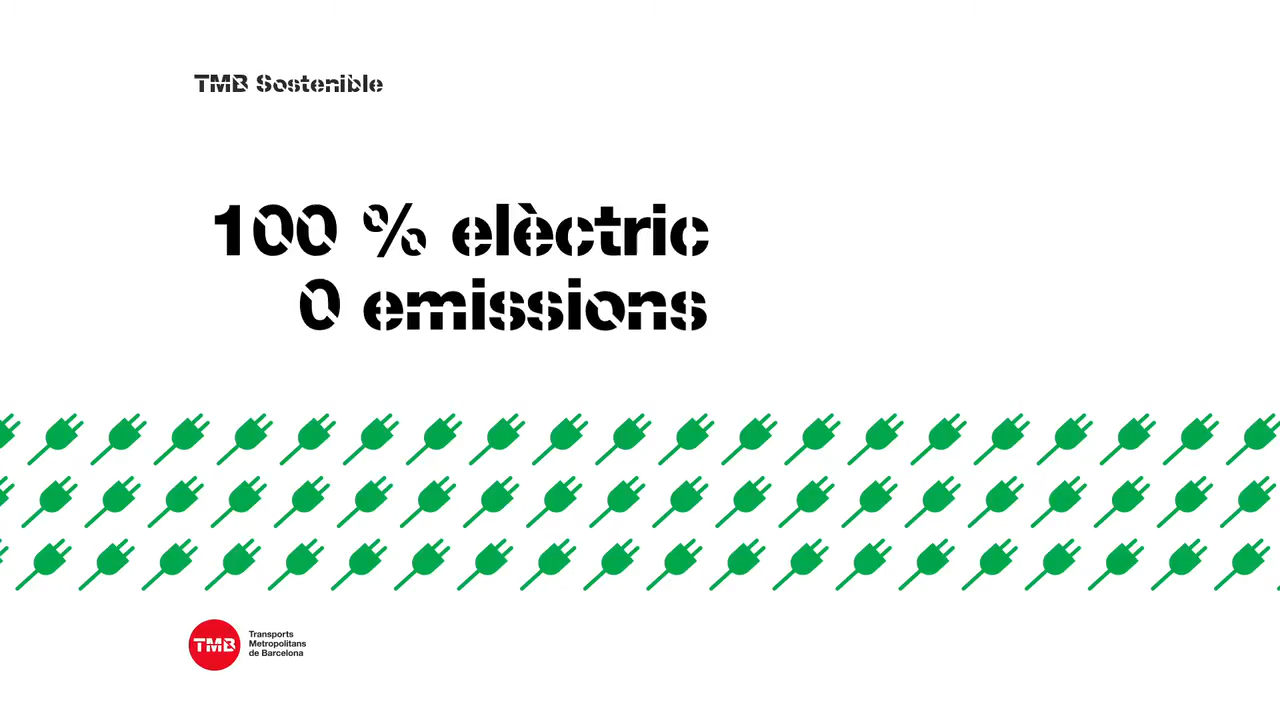 TMB Sostenible
100 % elèctric
0 emissions
TMB
Transports
Metropolitans
de Barcelona